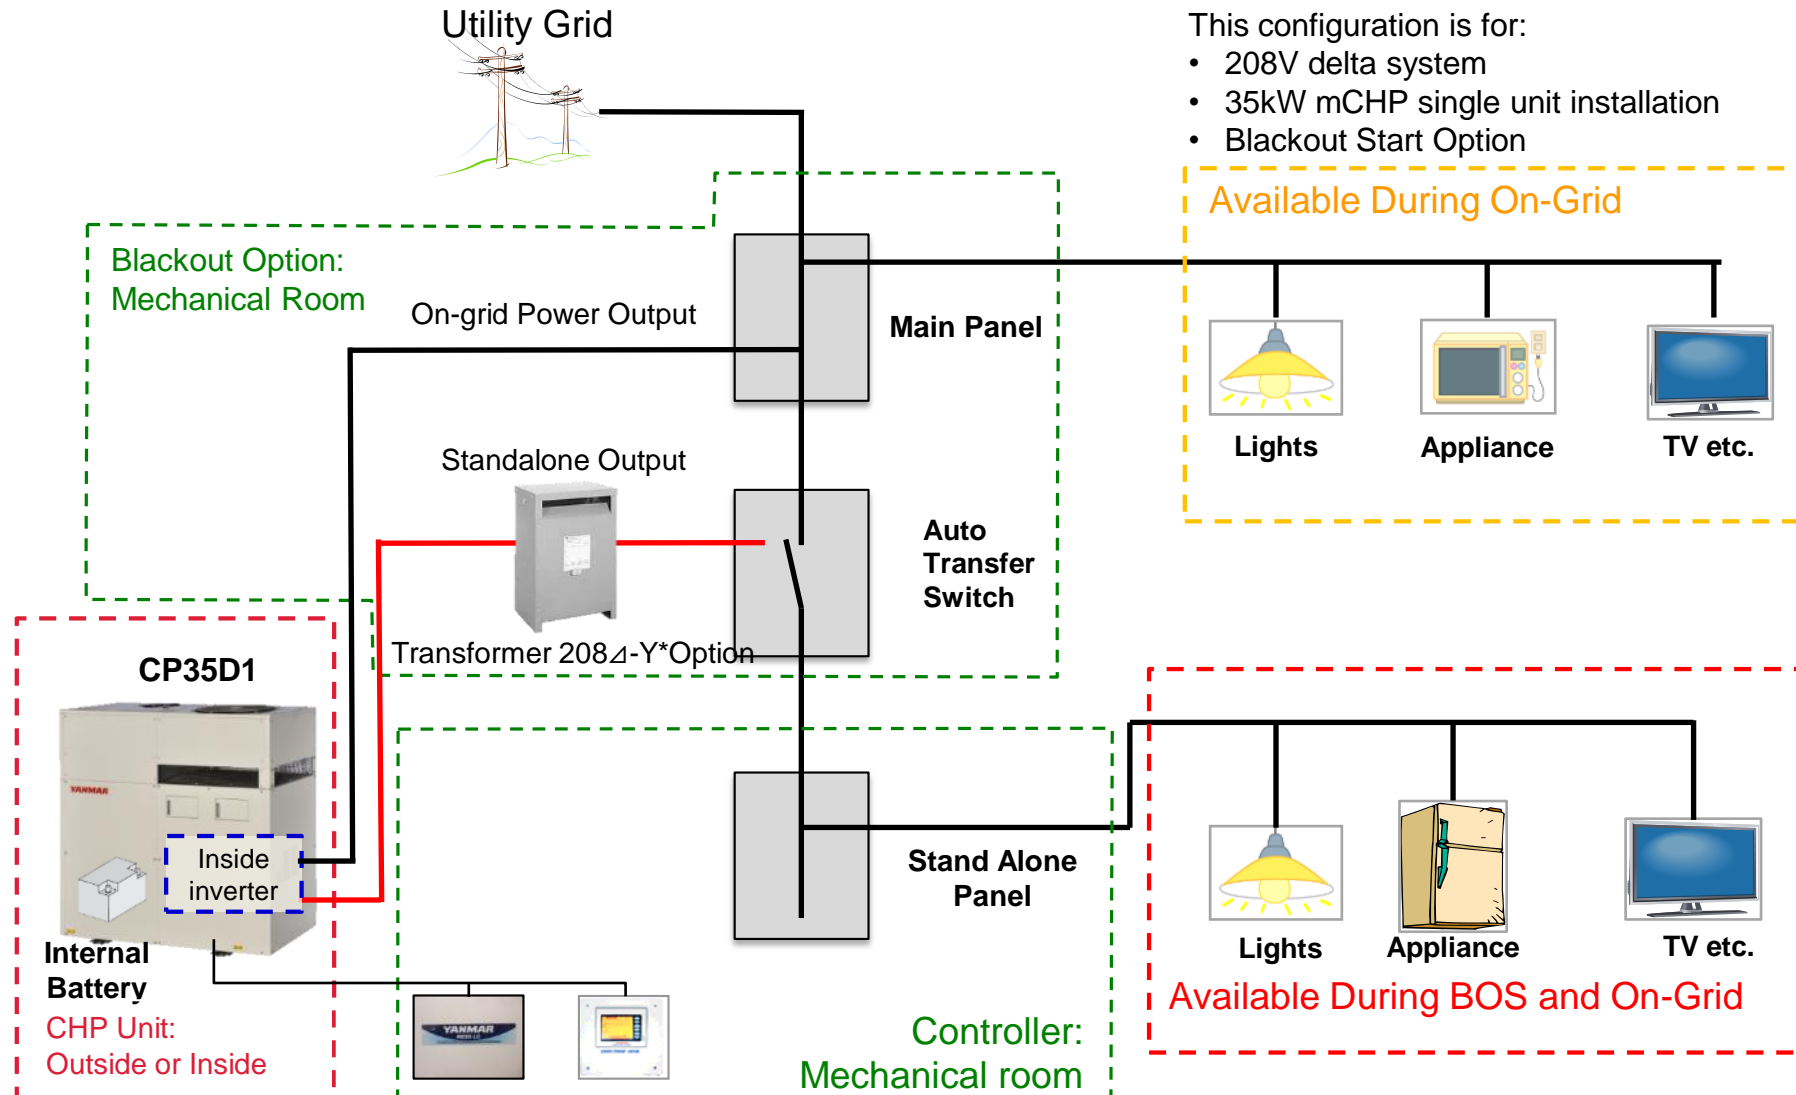 Utility Grid
This configuration is for:
• 208V delta system
• 35kW mCHP single unit installation
• Blackout Start Option
Available During On-Grid
Blackout Option:
Mechanical Room
On-grid Power Output
Main Panel
Lights
Appliance
TV etc.
Standalone Output
Auto
Transfer
Switch
Transformer 208⊿-Y*Option
CP35D1
YANMAR
Inside
inverter
Internal
Battery
CHP Unit:
Outside or Inside
YANMAR
Stand Alone
Panel
Controller:
Mechanical room
Lights
Appliance
TV etc.
Available During BOS and On-Grid